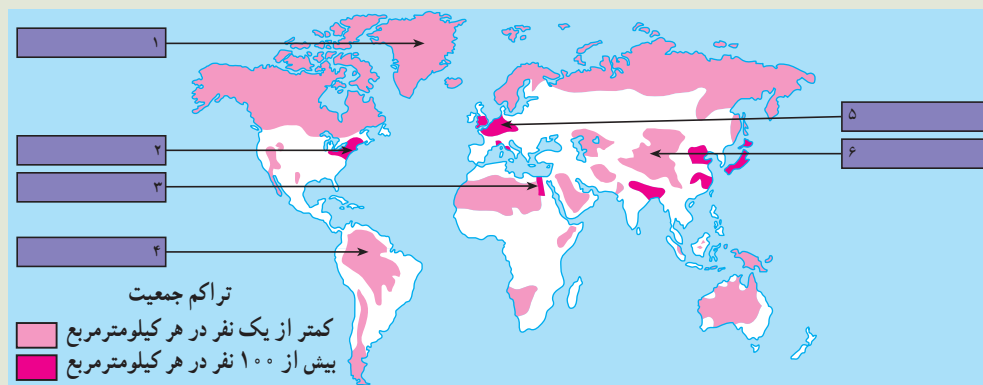 ۱
۲
۳
۴
۵
۶
تراکم جمعیت
کمتر از یک نفر در هر کیلومترمربع
بیش از ۱۰۰ نفر در هر کیلومترمربع